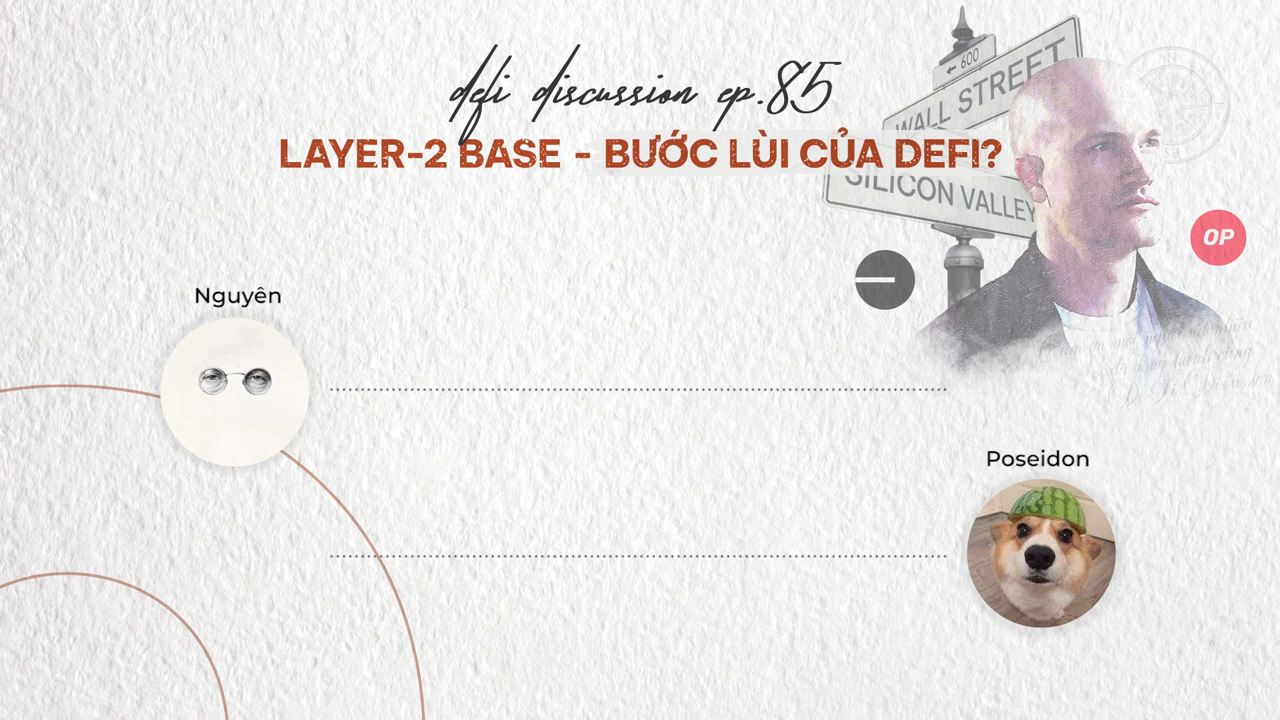 defi discussion ep.85
LAYER-2 BASE - BƯỚC LÙI CỦA DEFI?
← 600
WALL STREET
SILICON VALLEY
OP
Nguyên
Poseidon